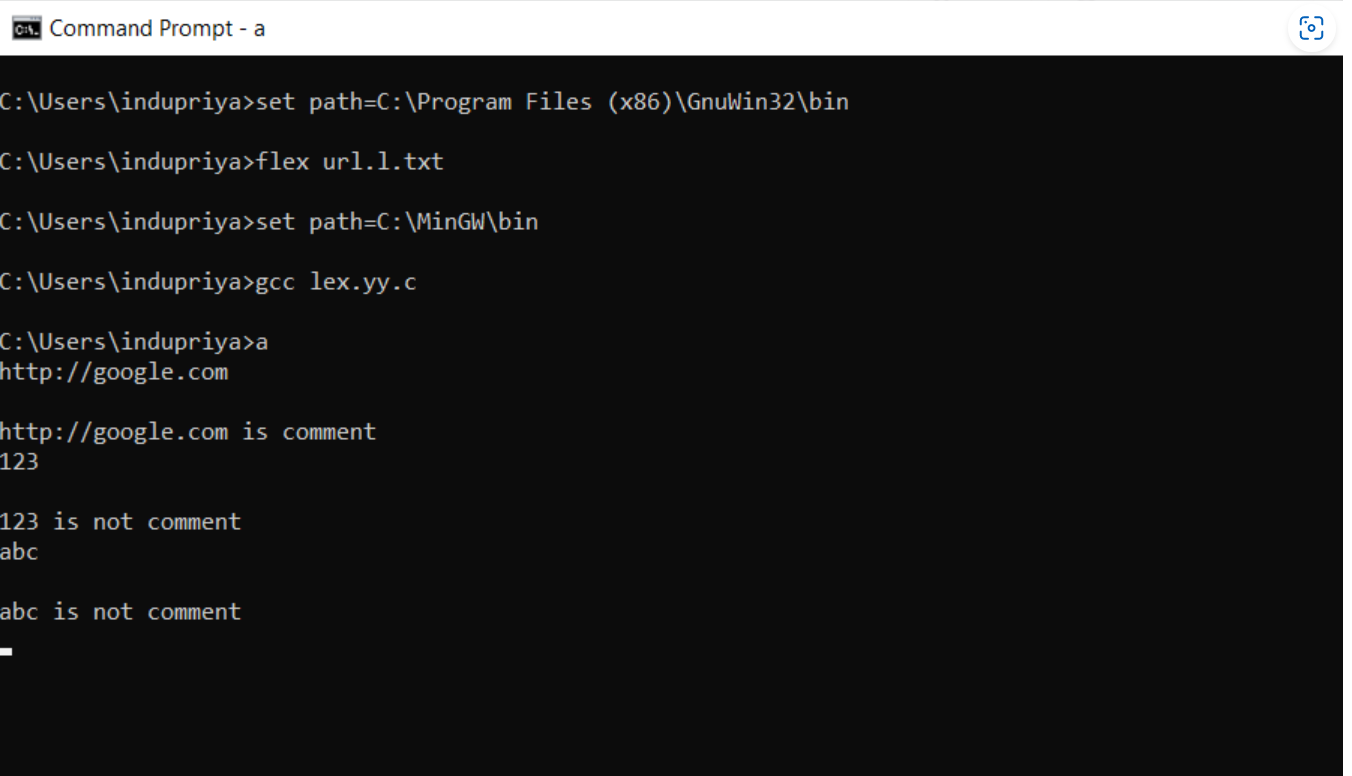 Command Prompt - a
C:\Users\indupriya>set path=C:\Program Files (x86)\GnuWin32\bin
C:\Users\indupriya>flex url.l.txt
C:\Users\indupriya>set path=C:\MinGW\bin
C:\Users\indupriya>gcc lex.yy.c
C:\Users\indupriya>a
http://google.com
http://google.com is comment
123
123 is not comment
abc
abc is not comment